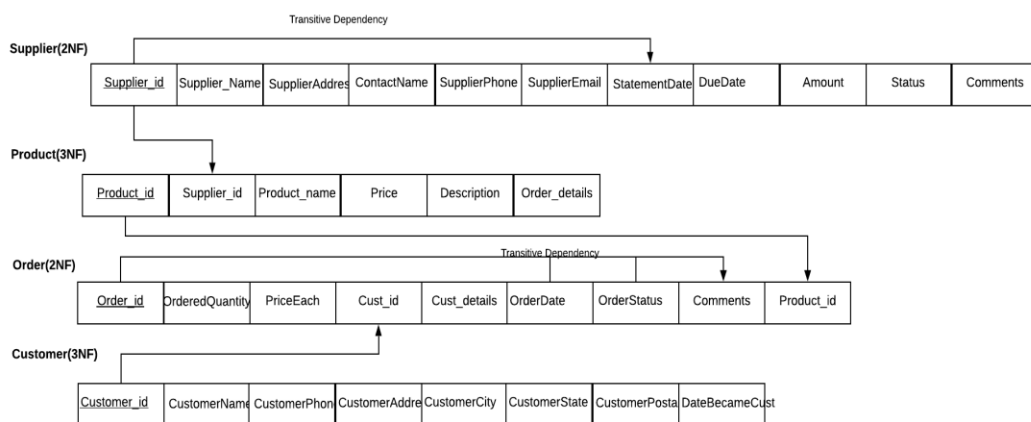 Transitive Dependency
Supplier(2NF)
Supplier_id Supplier_Name SupplierAddres ContactName SupplierPhone SupplierEmail StatementDate DueDate Amount Status Comments
Product(3NF)
Product_id Supplier_id Product_name Price Description Order_details
Transitive Dependency
Order(2NF)
Order_id OrderedQuantity PriceEach Cust_id Cust_details OrderDate OrderStatus Comments Product_id
Customer(3NF)
Customer_id CustomerName CustomerPhon CustomerAddre CustomerCity CustomerState CustomerPosta DateBecameCust